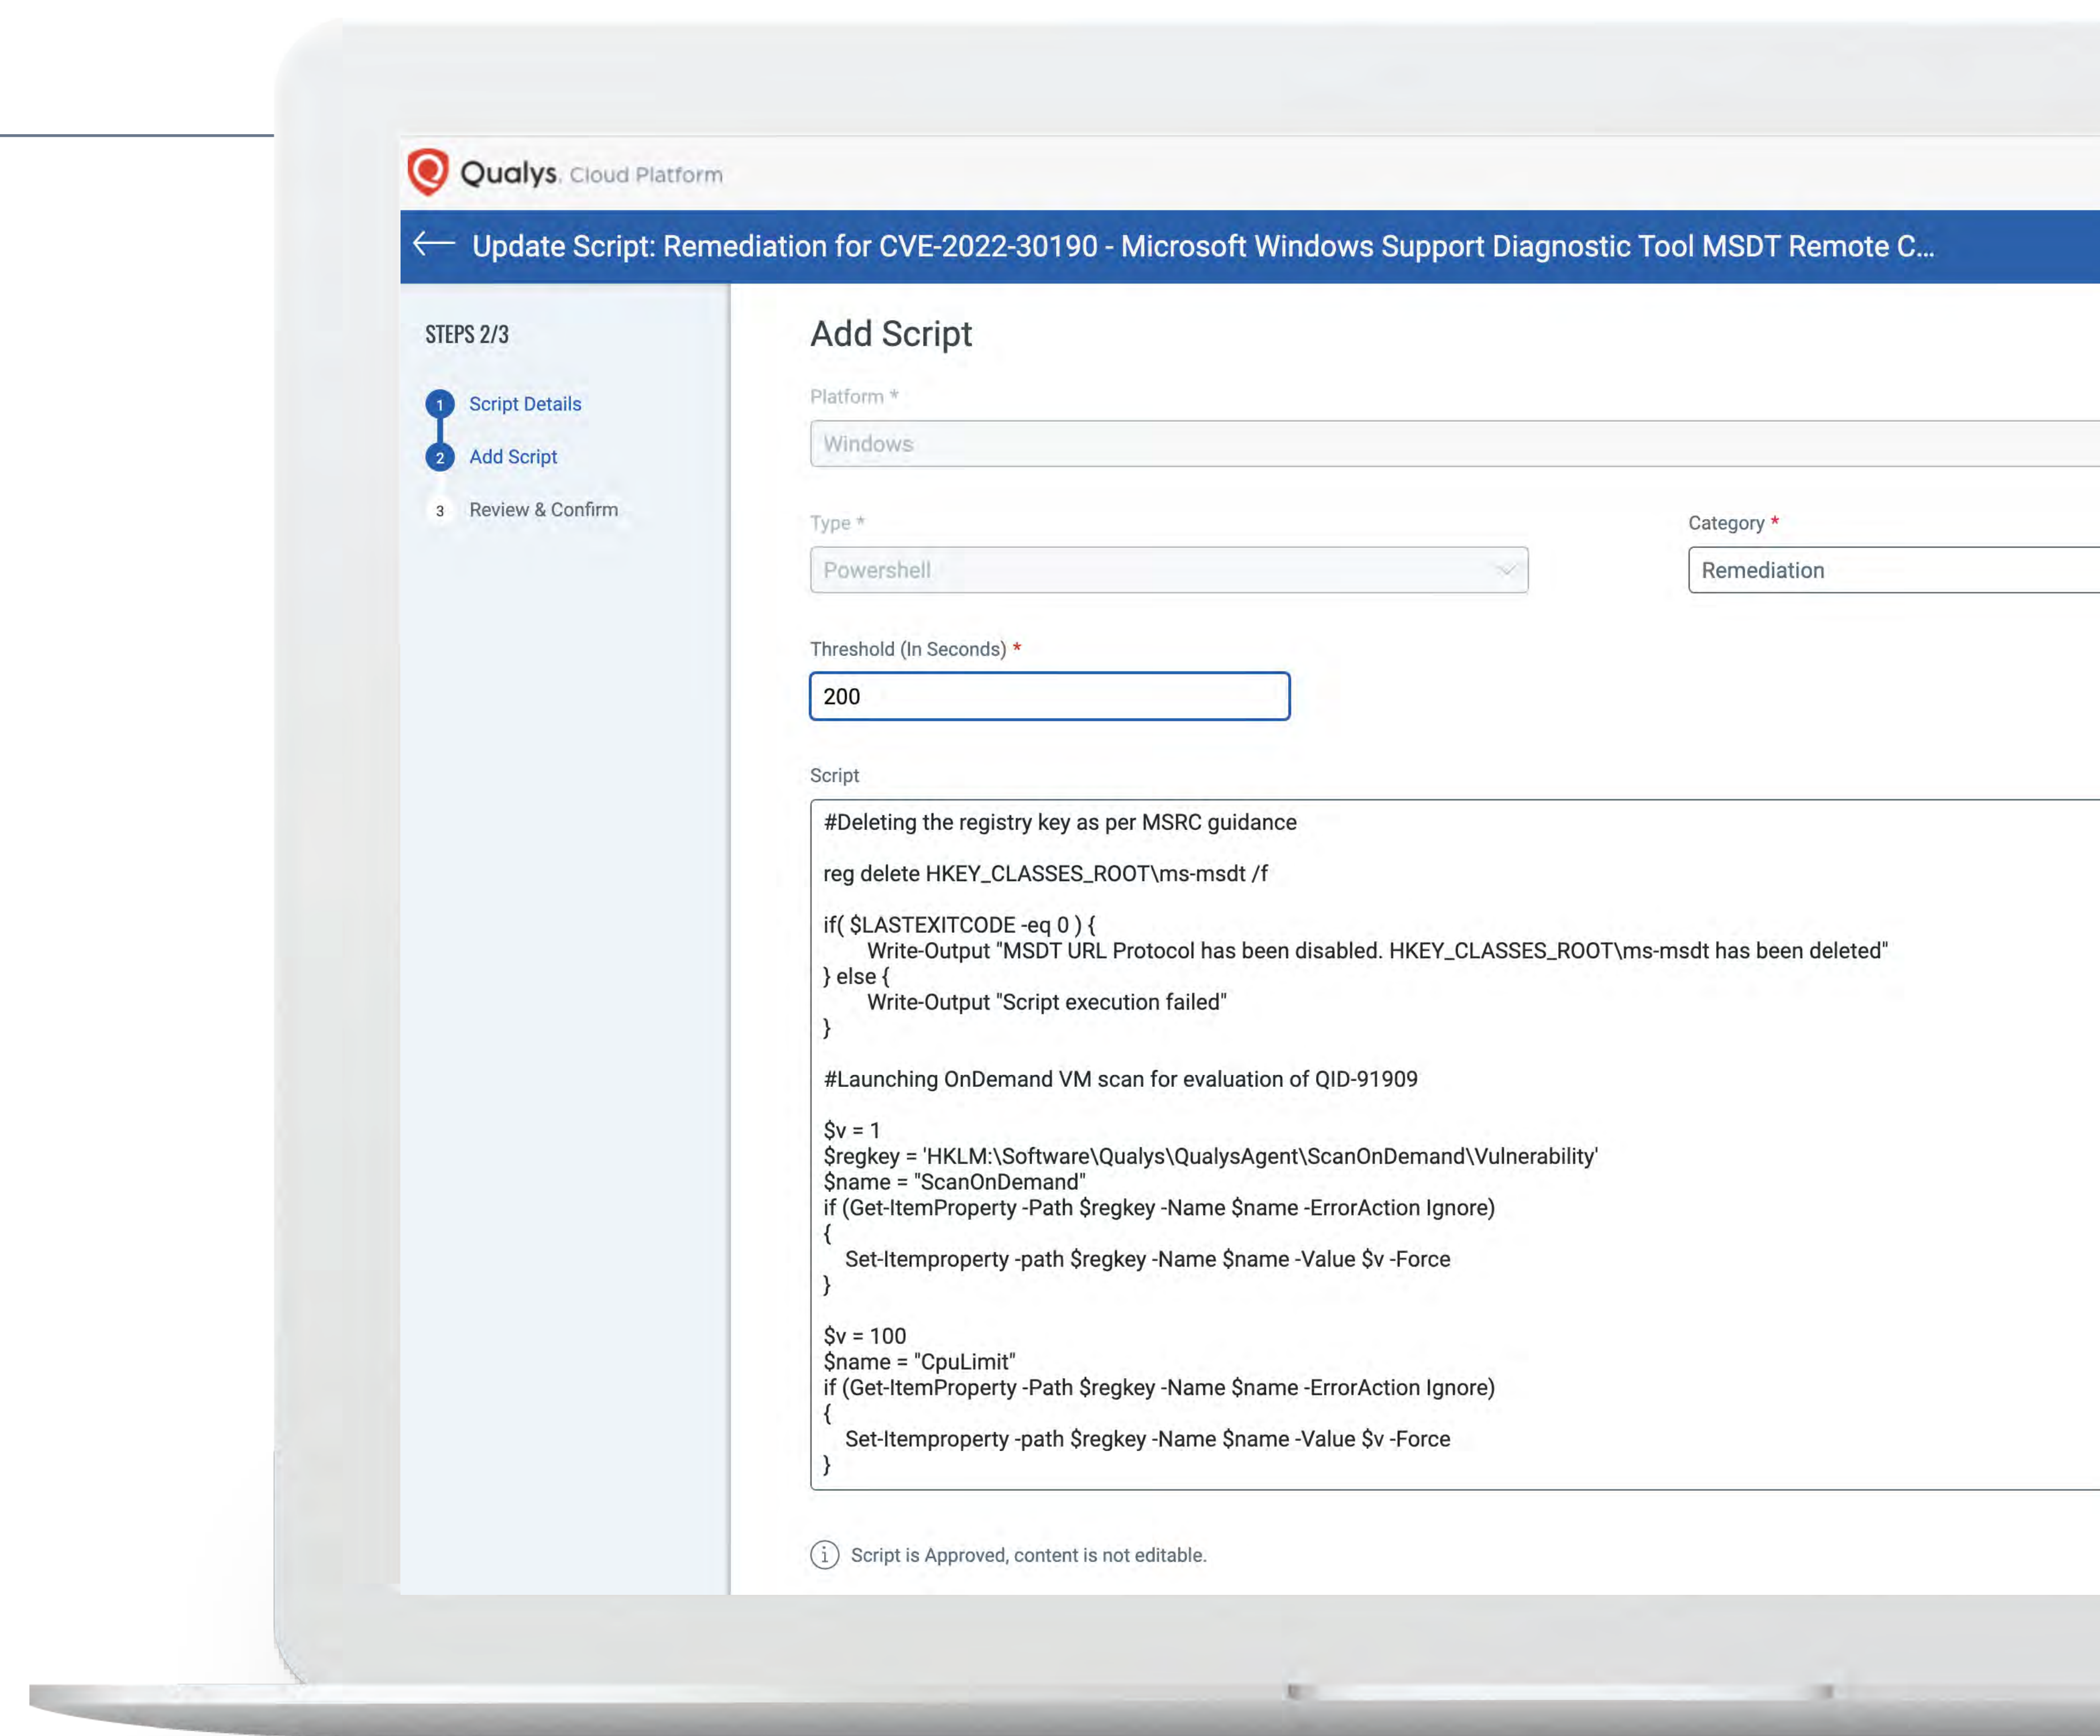 Qualys. Cloud Platform
Update Script: Remediation for CVE-2022-30190 - Microsoft Windows Support Diagnostic Tool MSDT Remote C...
STEPS 2/3
1 Script Details
2 Add Script
3 Review & Confirm
Add Script
Platform *
Windows
Type *
Category *
Powershell
Remediation
Threshold (In Seconds) *
200
Script
#Deleting the registry key as per MSRC guidance
reg delete HKEY_CLASSES_ROOT\ms-msdt /f
if( $LASTEXITCODE -eq 0 ) {
Write-Output "MSDT URL Protocol has been disabled. HKEY_CLASSES_ROOT\ms-msdt has been deleted"
} else {
Write-Output "Script execution failed"
}
#Launching OnDemand VM scan for evaluation of QID-91909
$v = 1
$regkey = 'HKLM:\Software\Qualys\QualysAgent\ScanOnDemand\Vulnerability'
$name = "ScanOnDemand"
if (Get-ItemProperty -Path $regkey -Name $name -ErrorAction Ignore)
{
Set-Itemproperty -path $regkey -Name $name -Value $v -Force
}
$v = 100
$name = "CpuLimit"
if (Get-ItemProperty -Path $regkey -Name $name -ErrorAction Ignore)
{
Set-Itemproperty -path $regkey -Name $name -Value $v -Force
}
i Script is Approved, content is not editable.